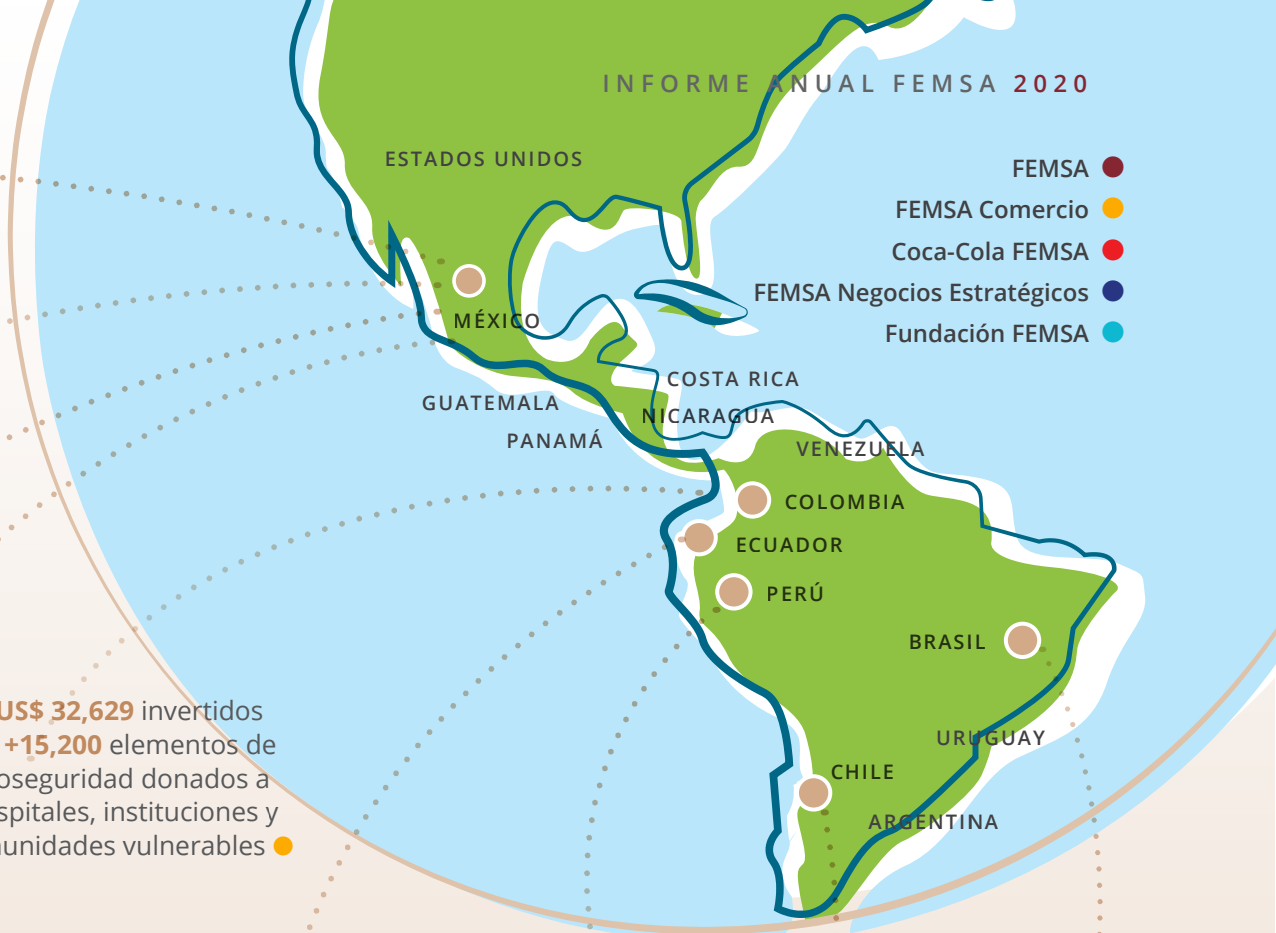 INFORME ANUAL FEMSA 2020
ESTADOS UNIDOS
FEMSA
FEMSA Comercio
Coca-Cola FEMSA
FEMSA Negocios Estratégicos
Fundación FEMSA
MÉXICO
COSTA RICA
GUATEMALA
NICARAGUA
PANAMÁ
VENEZUELA
COLOMBIA
ECUADOR
PERÚ
BRASIL
URUGUAY
CHILE
ARGENTINA
US$ 32,629 invertidos
+15,200 elementos de
oseguridad donados a
spitales, instituciones y
unidades vulnerables